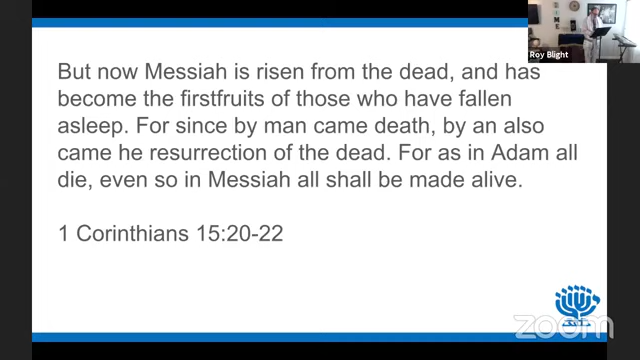 Roy Blight
But now Messiah is risen from the dead, and has
become the firstfruits of those who have fallen
asleep. For since by man came death, by an also
came he resurrection of the dead. For as in Adam all
die, even so in Messiah all shall be made alive.
1 Corinthians 15:20-22
zoom